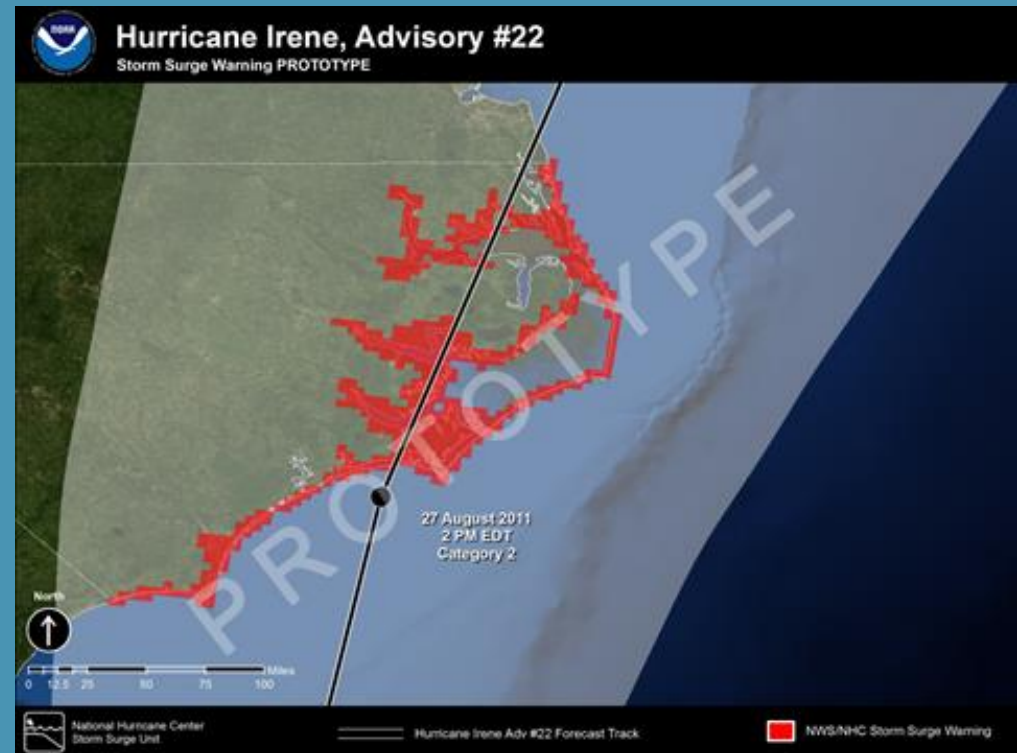 NOAA
Hurricane Irene, Advisory #22
Storm Surge Warning PROTOTYPE
PROTOTYPE
27 August 2011
2 PM EDT
Category 2
North
Miles
0 12.5 25 50 75 100
National Hurricane Center
Storm Surge Unit
Hurricane Irene Adv #22 Forecast Track
NWS/NHC Storm Surge Warning